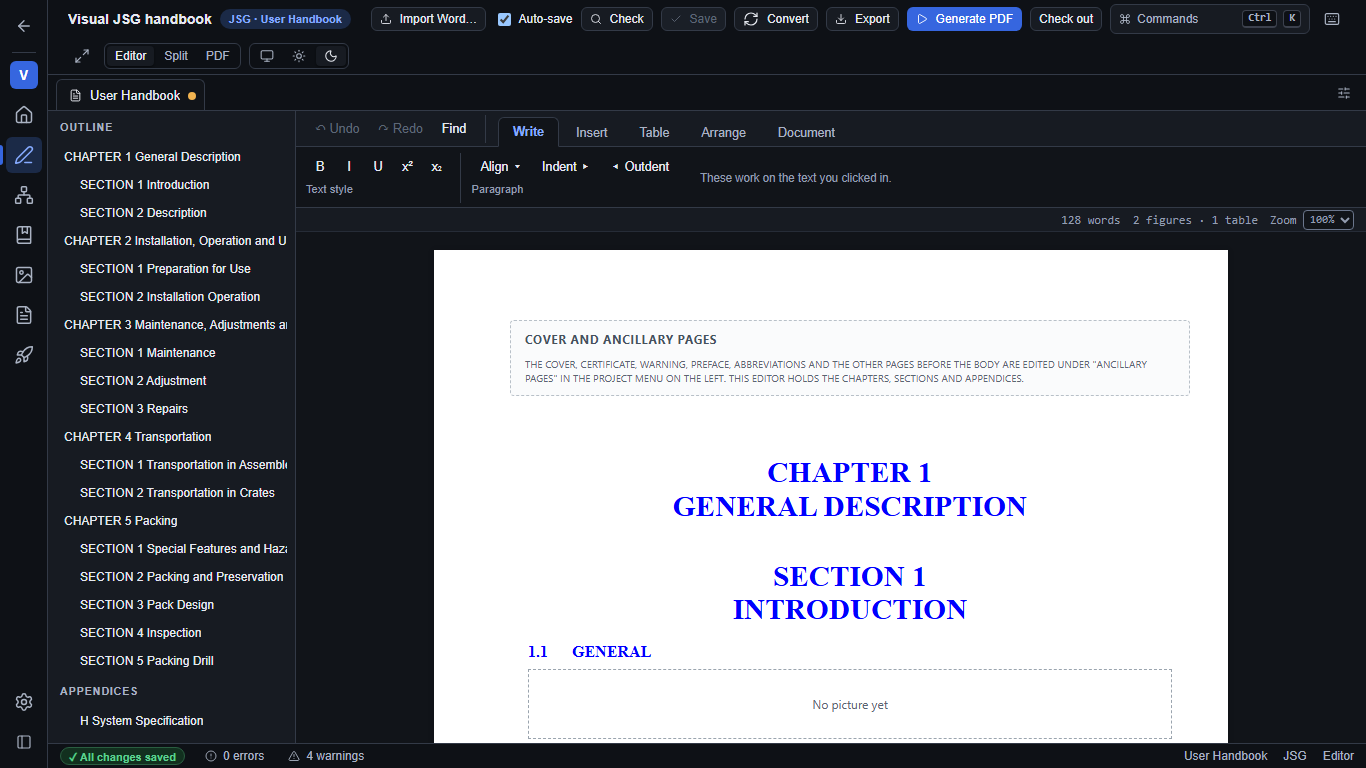 Visual JSG handbook
JSG · User Handbook
Import Word...
Auto-save
Check
Save
Convert
Export
Generate PDF
Check out
Commands
Ctrl
K
V
Editor
Split
PDF
User Handbook
OUTLINE
CHAPTER 1 General Description
SECTION 1 Introduction
SECTION 2 Description
CHAPTER 2 Installation, Operation and U
SECTION 1 Preparation for Use
SECTION 2 Installation Operation
CHAPTER 3 Maintenance, Adjustments a
SECTION 1 Maintenance
SECTION 2 Adjustment
SECTION 3 Repairs
CHAPTER 4 Transportation
SECTION 1 Transportation in Assemble
SECTION 2 Transportation in Crates
CHAPTER 5 Packing
SECTION 1 Special Features and Haza
SECTION 2 Packing and Preservation
SECTION 3 Pack Design
SECTION 4 Inspection
SECTION 5 Packing Drill
APPENDICES
H System Specification
Undo
Redo
Find
Write
Insert
Table
Arrange
Document
B
I
U
x²
x₂
Text style
Align
Indent
Outdent
Paragraph
These work on the text you clicked in.
128 words 2 figures · 1 table Zoom 100%
COVER AND ANCILLARY PAGES
THE COVER, CERTIFICATE, WARNING, PREFACE, ABBREVIATIONS AND THE OTHER PAGES BEFORE THE BODY ARE EDITED UNDER "ANCILLARY
PAGES" IN THE PROJECT MENU ON THE LEFT. THIS EDITOR HOLDS THE CHAPTERS, SECTIONS AND APPENDICES.
CHAPTER 1
GENERAL DESCRIPTION
SECTION 1
INTRODUCTION
1.1 GENERAL
No picture yet
✓ All changes saved
0 errors
4 warnings
User Handbook
JSG
Editor